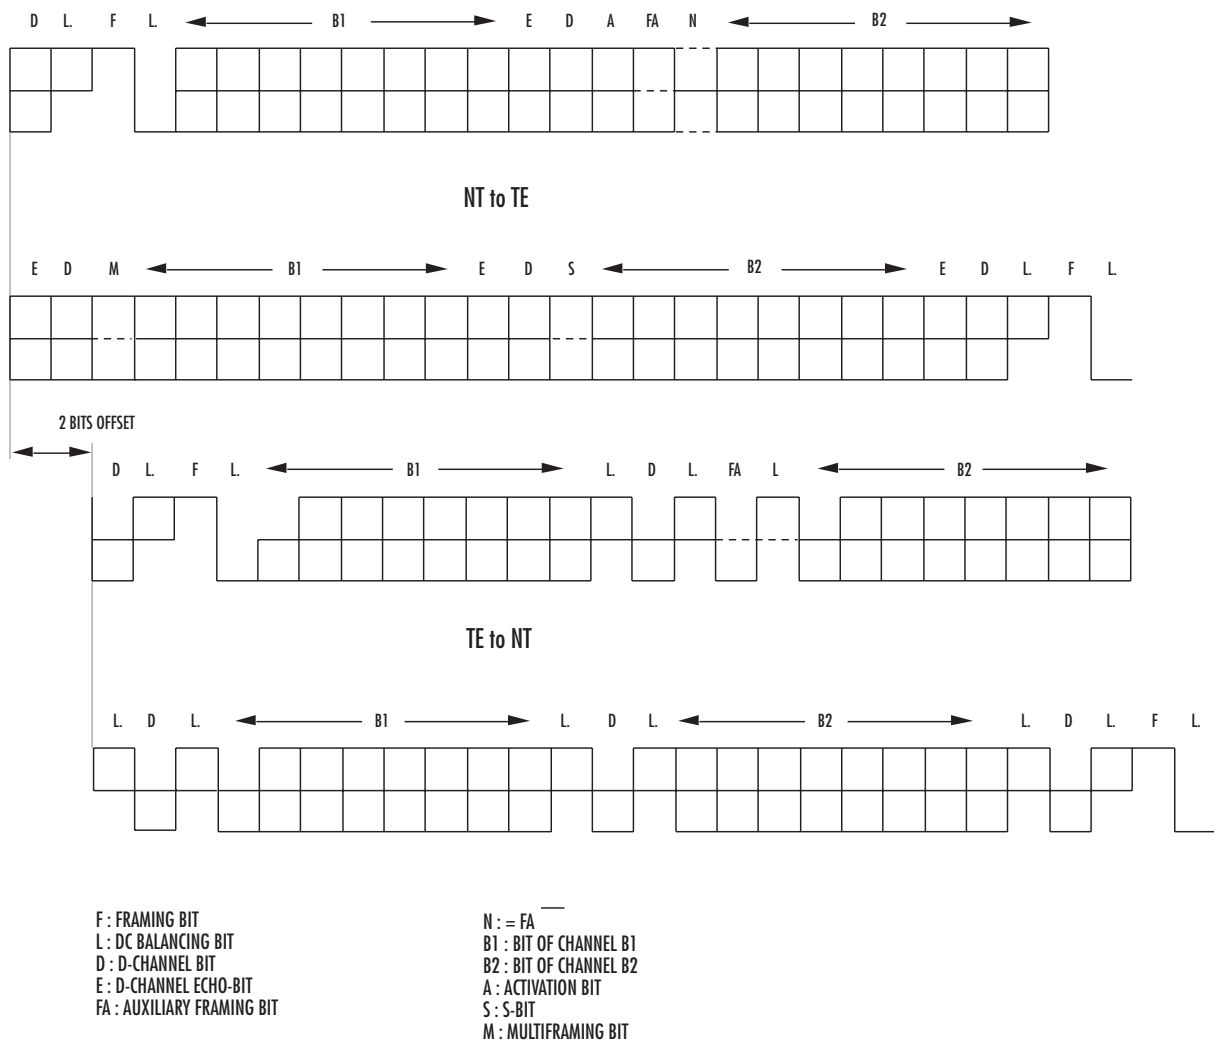 D L. F L. B1 E D A FA N B2
NT to TE
E D M B1 E D S B2 E D L. F L.
2 BITS OFFSET
D L. F L. B1 L. D L. FA L B2
TE to NT
L. D L. B1 L. D L. B2 L. D L. F L.
F : FRAMING BIT
L : DC BALANCING BIT
D : D-CHANNEL BIT
E : D-CHANNEL ECHO-BIT
FA : AUXILIARY FRAMING BIT
N : = FA
B1 : BIT OF CHANNEL B1
B2 : BIT OF CHANNEL B2
A : ACTIVATION BIT
S : S-BIT
M : MULTIFRAMING BIT